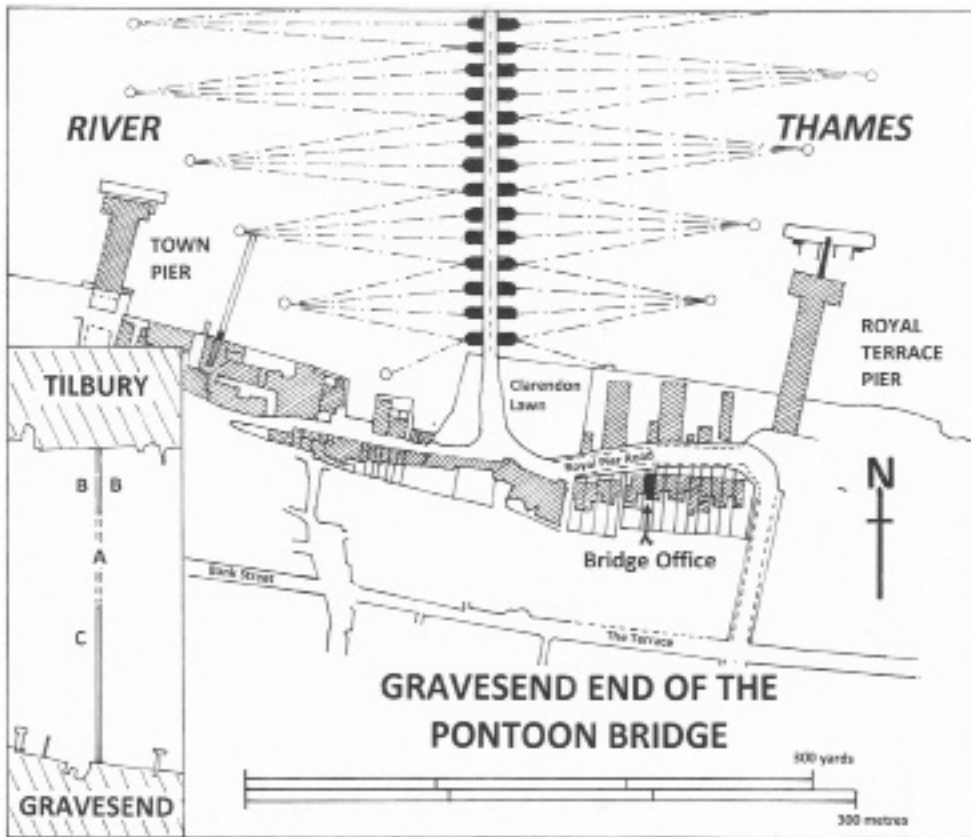 RIVER
THAMES
TOWN
PIER
ROYAL
TERRACE
PIER
Clarendon
Lawn
TILBURY
Royal Pier Road
N
B B
A
Bridge Office
Bank Street
The Terrace
C
GRAVESEND END OF THE
PONTOON BRIDGE
300 yards
300 metres
GRAVESEND